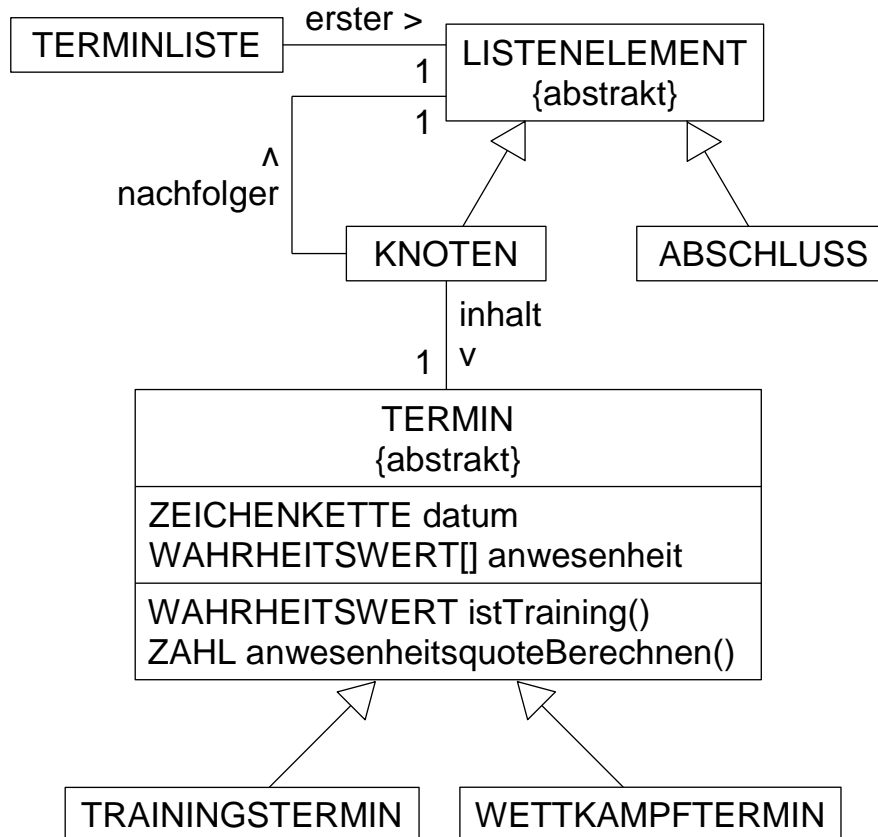 erster >
TERMINLISTE
LISTENELEMENT
{abstrakt}
1
1
^
nachfolger
KNOTEN
ABSCHLUSS
inhalt
1
v
TERMIN
{abstrakt}
ZEICHENKETTE datum
WAHRHEITSWERT[] anwesenheit
WAHRHEITSWERT istTraining()
ZAHL anwesenheitsquoteBerechnen()
TRAININGSTERMIN
WETTKAMPFTERMIN